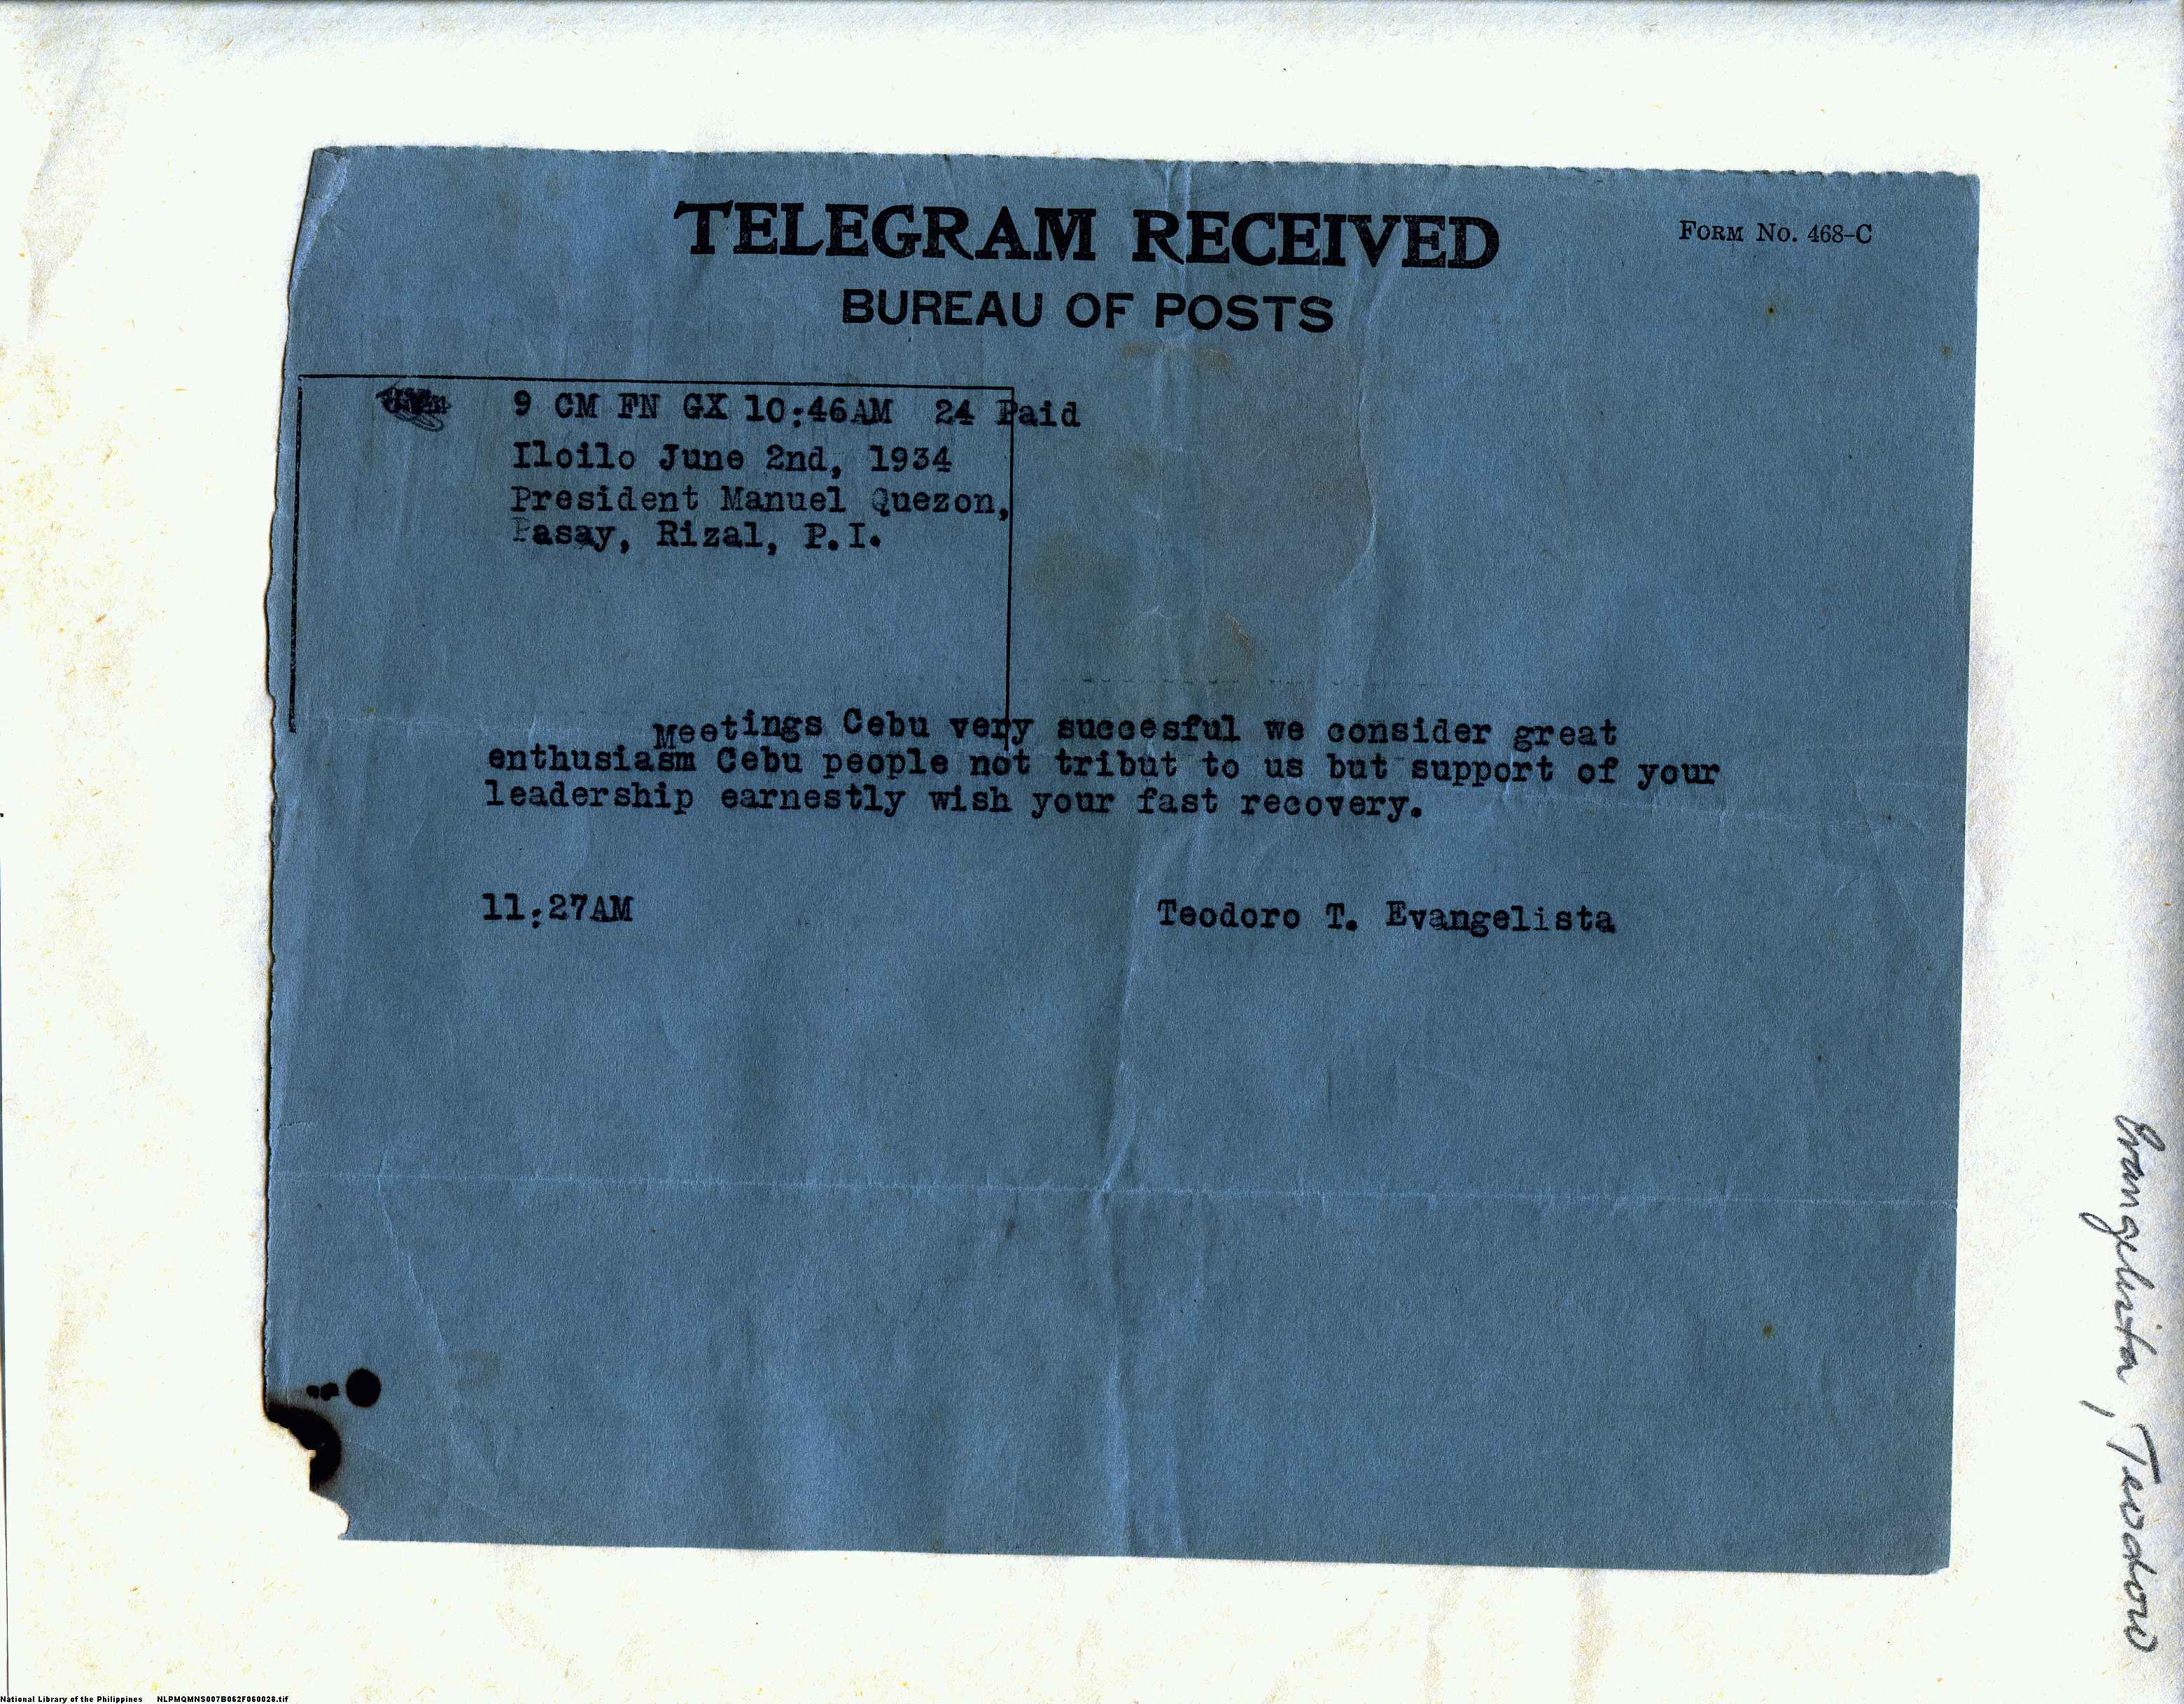 TELEGRAM RECEIVED
FORM No. 468-C
BUREAU OF POSTS
9 CM FN GX 10:46AM 24 Paid
Iloilo June 2nd, 1934
President Manuel Quezon,
Pasay, Rizal, P.I.
Meetings Cebu very succesful we consider great
enthusiasm Cebu people not tribut to us but support of your
leadership earnestly wish your fast recovery.
11:27AM
Teodoro T. Evangelista
Evangelista, Teodoro
National Library of the Philippines NLPMQMNS007B062F060028.tif